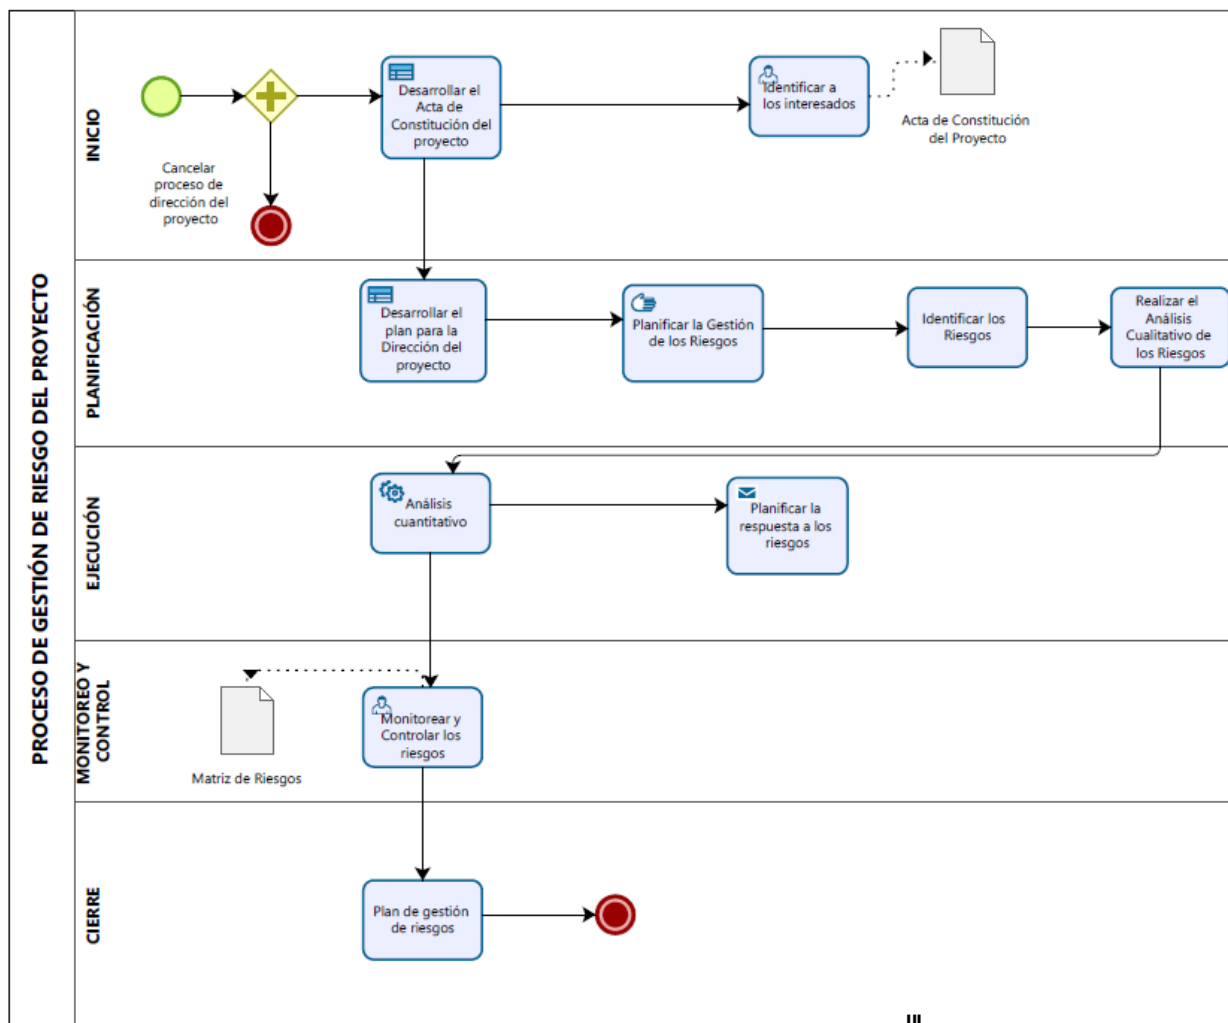 PROCESO DE GESTIÓN DE RIESGO DEL PROYECTO
INICIO
Cancelar
proceso de
dirección del
proyecto
Desarrollar el
Acta de
Constitución del
proyecto
Identificar a
los interesados
Acta de Constitución
del Proyecto
PLANIFICACIÓN
Desarrollar el
plan para la
Dirección del
proyecto
Planificar la Gestión
de los Riesgos
Identificar los
Riesgos
Realizar el
Análisis
Cualitativo de
los Riesgos
EJECUCIÓN
Análisis
cuantitativo
Planificar la
respuesta a los
riesgos
MONITOREO Y
CONTROL
Matriz de Riesgos
Monitorear y
Controlar los
riesgos
CIERRE
Plan de gestión
de riesgos